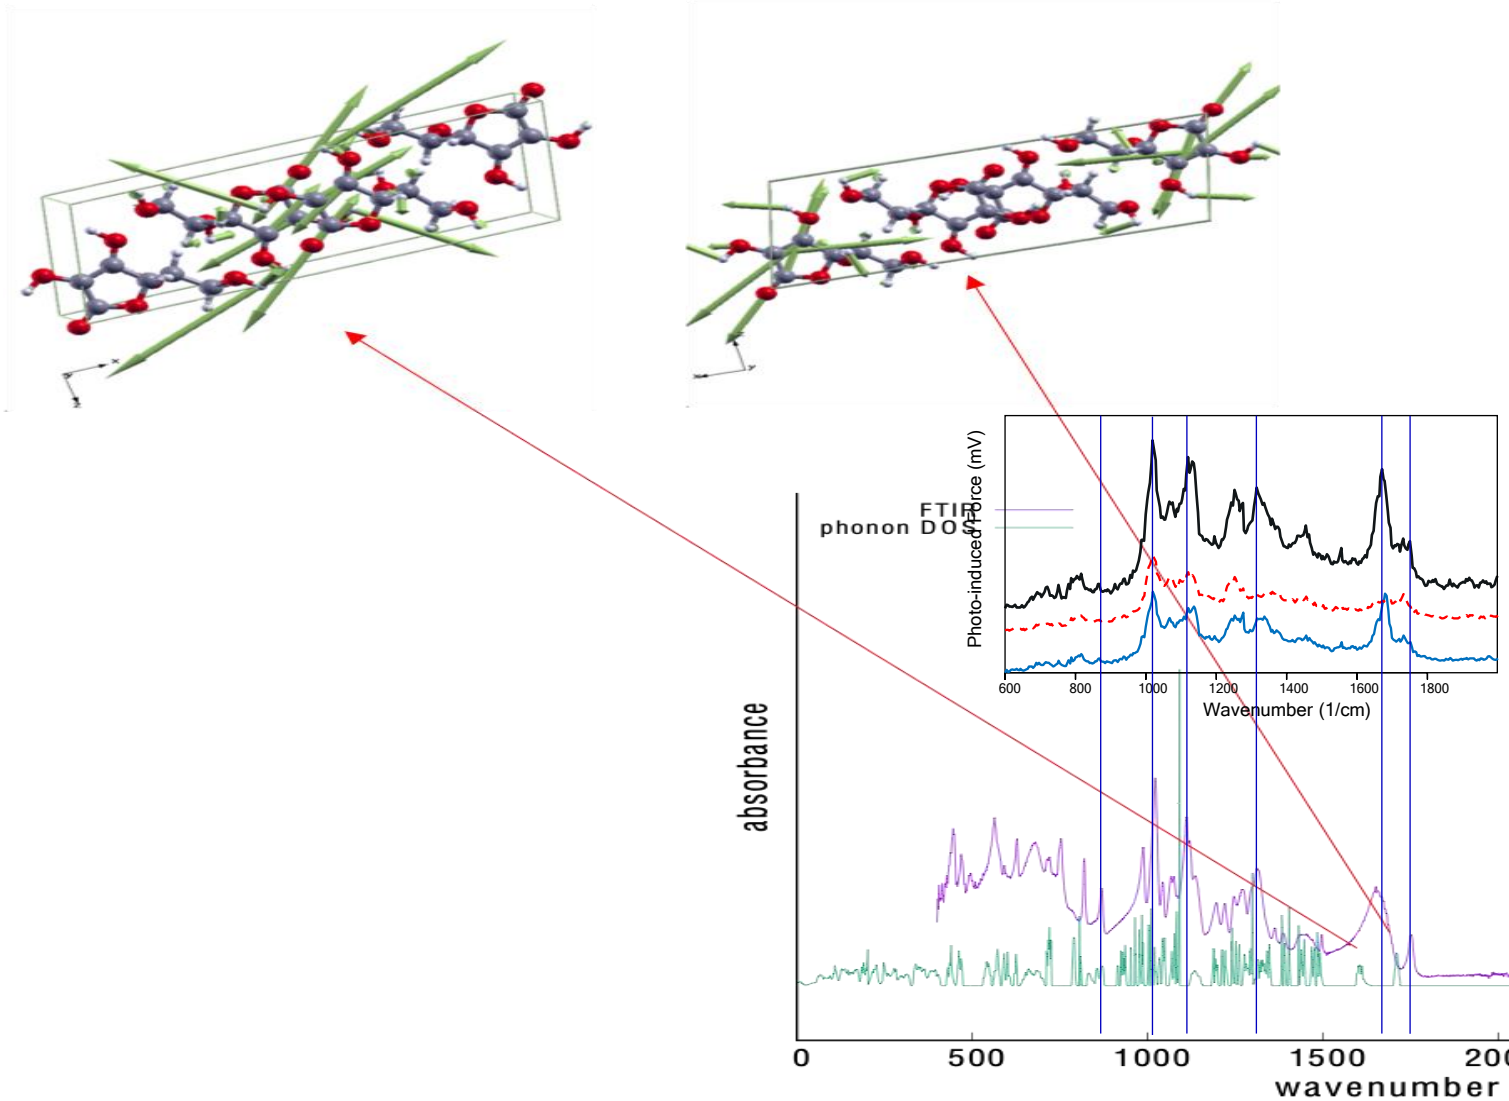 x
y
z
x
y
z
Photo-induced Force (mV)
FTIR
phonon DOS
600 800 1000 1200 1400 1600 1800
Wavenumber (1/cm)
absorbance
0 500 1000 1500 200
wavenumber